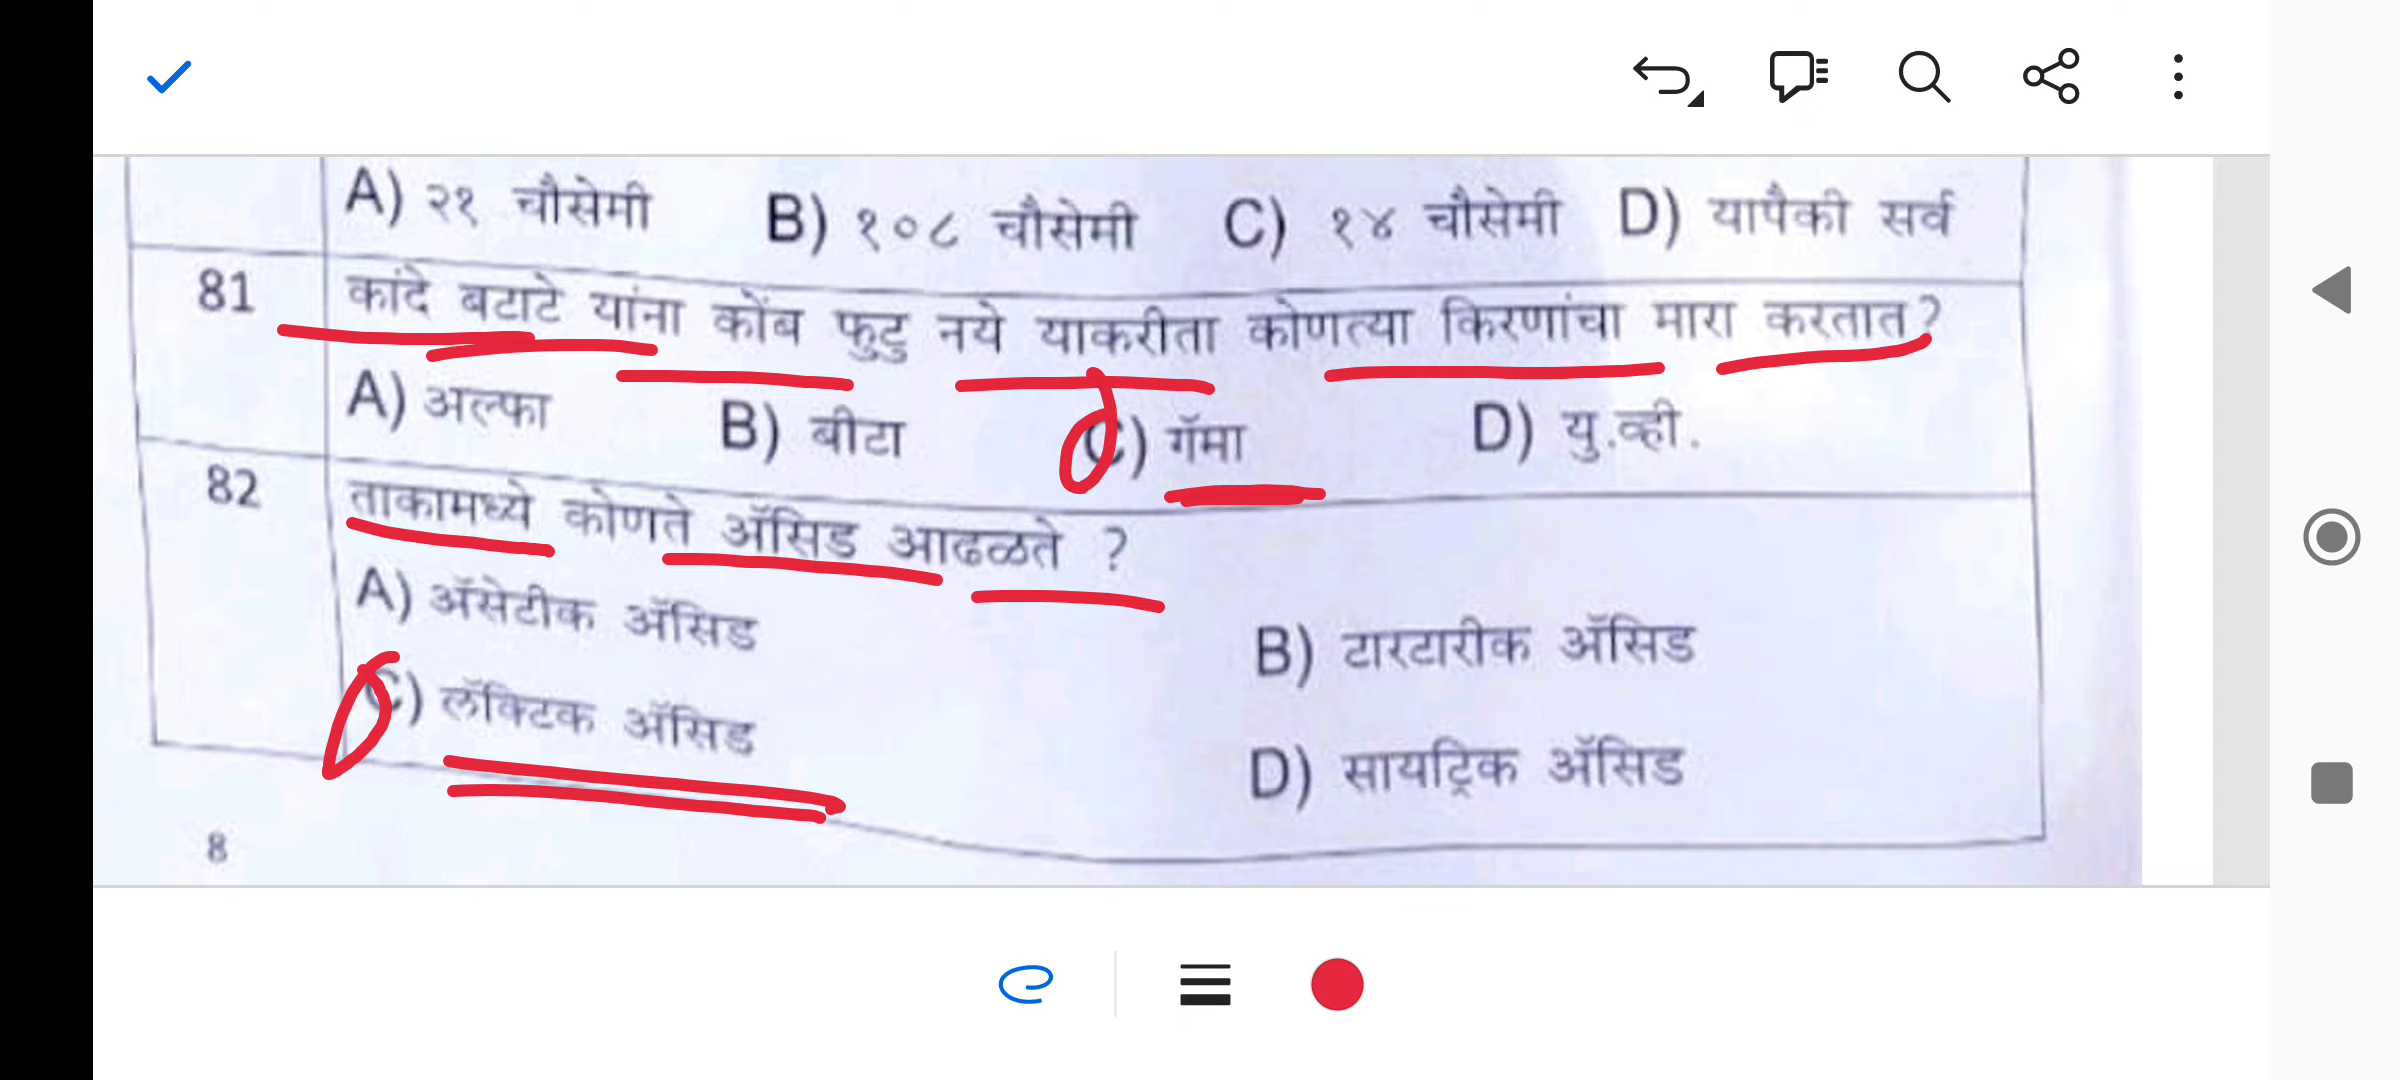 A) २१ चौसेमी B) १०८ चौसेमी C) १४ चौसेमी D) यापैकी सर्व
81 कांदे बटाटे यांना कोंब फुटु नये याकरीता कोणत्या किरणांचा मारा करतात?
A) अल्फा B) बीटा C) गॅमा D) यु.व्ही.
82 ताकामध्ये कोणते ॲसिड आढळते ?
A) ॲसेटीक ॲसिड B) टारटारीक ॲसिड
C) लॅक्टिक ॲसिड D) सायट्रिक ॲसिड
8